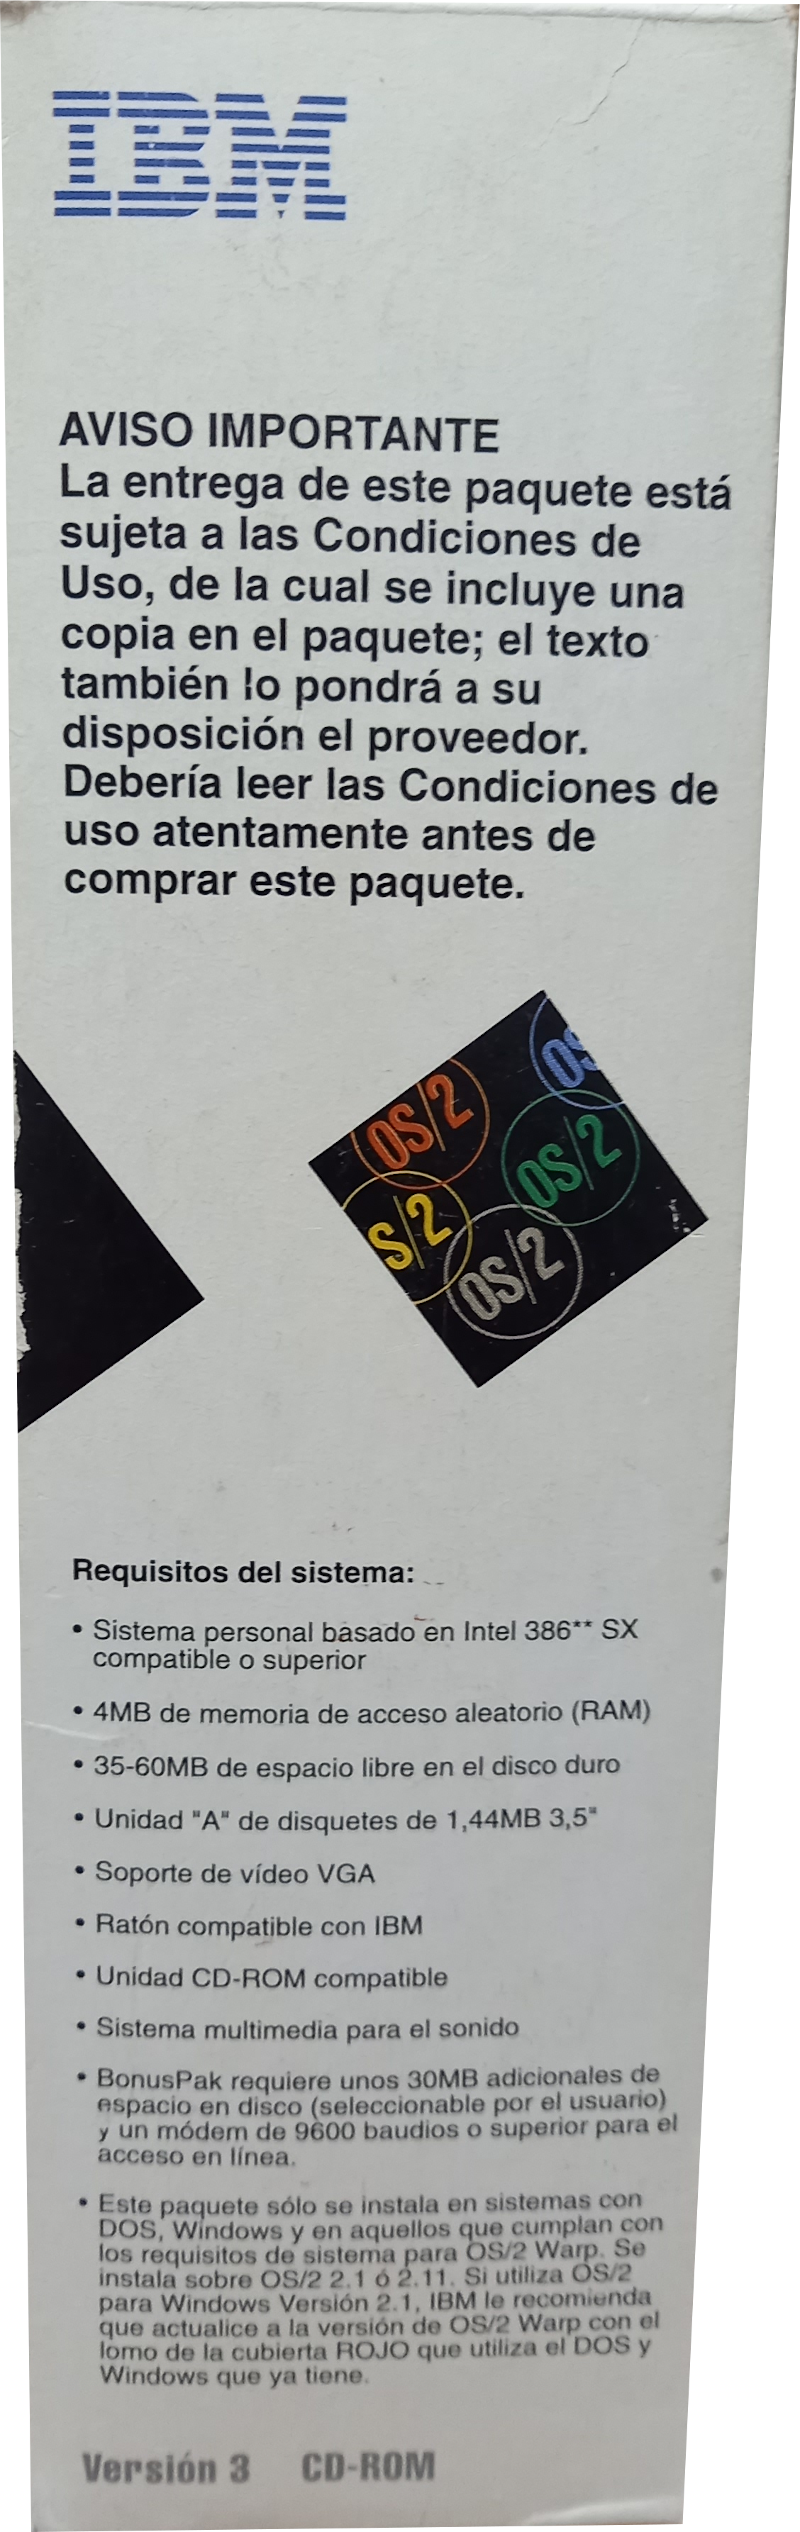 IBM
AVISO IMPORTANTE
La entrega de este paquete está
sujeta a las Condiciones de
Uso, de la cual se incluye una
copia en el paquete; el texto
también lo pondrá a su
disposición el proveedor.
Debería leer las Condiciones de
uso atentamente antes de
comprar este paquete.
OS
OS/2
OS/2
S/2
OS/2
Requisitos del sistema:
• Sistema personal basado en Intel 386** SX
compatible o superior
• 4MB de memoria de acceso aleatorio (RAM)
• 35-60MB de espacio libre en el disco duro
• Unidad "A" de disquetes de 1,44MB 3,5"
• Soporte de vídeo VGA
• Ratón compatible con IBM
• Unidad CD-ROM compatible
• Sistema multimedia para el sonido
• BonusPak requiere unos 30MB adicionales de
espacio en disco (seleccionable por el usuario)
y un módem de 9600 baudios o superior para el
acceso en línea.
• Este paquete sólo se instala en sistemas con
DOS, Windows y en aquellos que cumplan con
los requisitos de sistema para OS/2 Warp. Se
instala sobre OS/2 2.1 ó 2.11. Si utiliza OS/2
para Windows Versión 2.1, IBM le recomienda
que actualice a la versión de OS/2 Warp con el
lomo de la cubierta ROJO que utiliza el DOS y
Windows que ya tiene.
Versión 3 CD-ROM